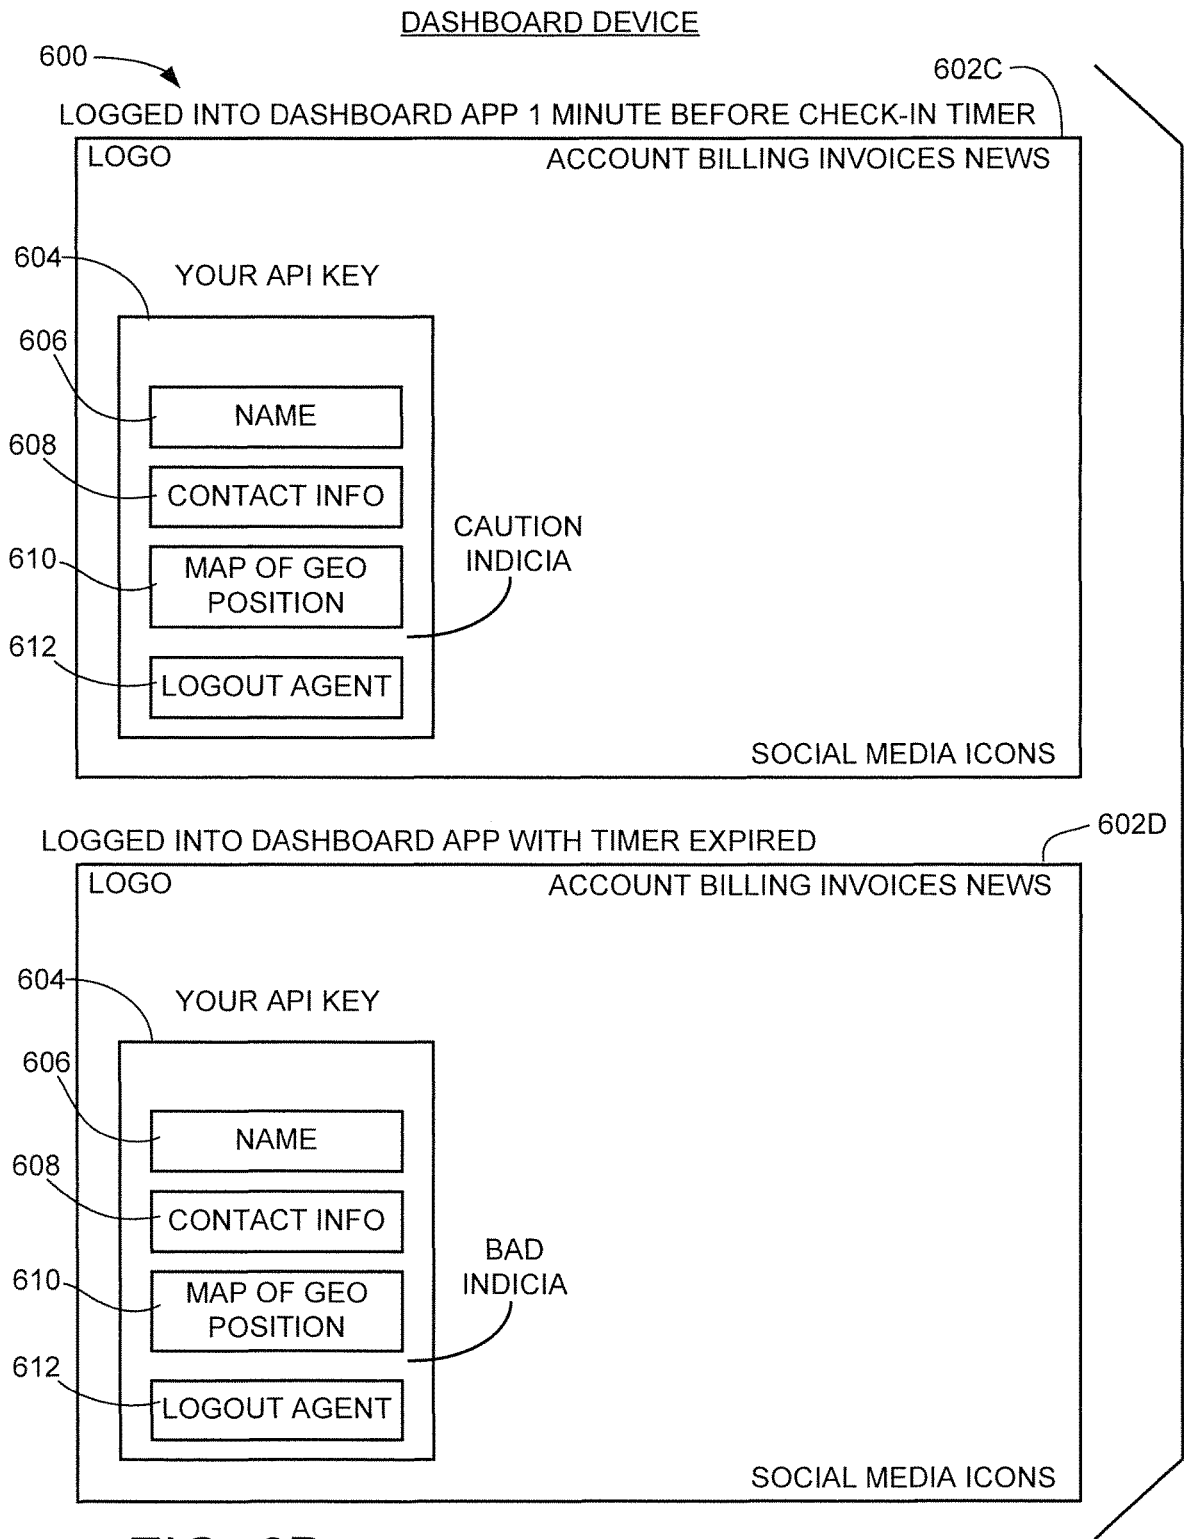 DASHBOARD DEVICE
600
602C
LOGGED INTO DASHBOARD APP 1 MINUTE BEFORE CHECK-IN TIMER
LOGO ACCOUNT BILLING INVOICES NEWS
604
YOUR API KEY
606
NAME
608
CONTACT INFO
CAUTION
INDICIA
610
MAP OF GEO
POSITION
612
LOGOUT AGENT
SOCIAL MEDIA ICONS
LOGGED INTO DASHBOARD APP WITH TIMER EXPIRED
602D
LOGO ACCOUNT BILLING INVOICES NEWS
604
YOUR API KEY
606
NAME
608
CONTACT INFO
BAD
INDICIA
610
MAP OF GEO
POSITION
612
LOGOUT AGENT
SOCIAL MEDIA ICONS